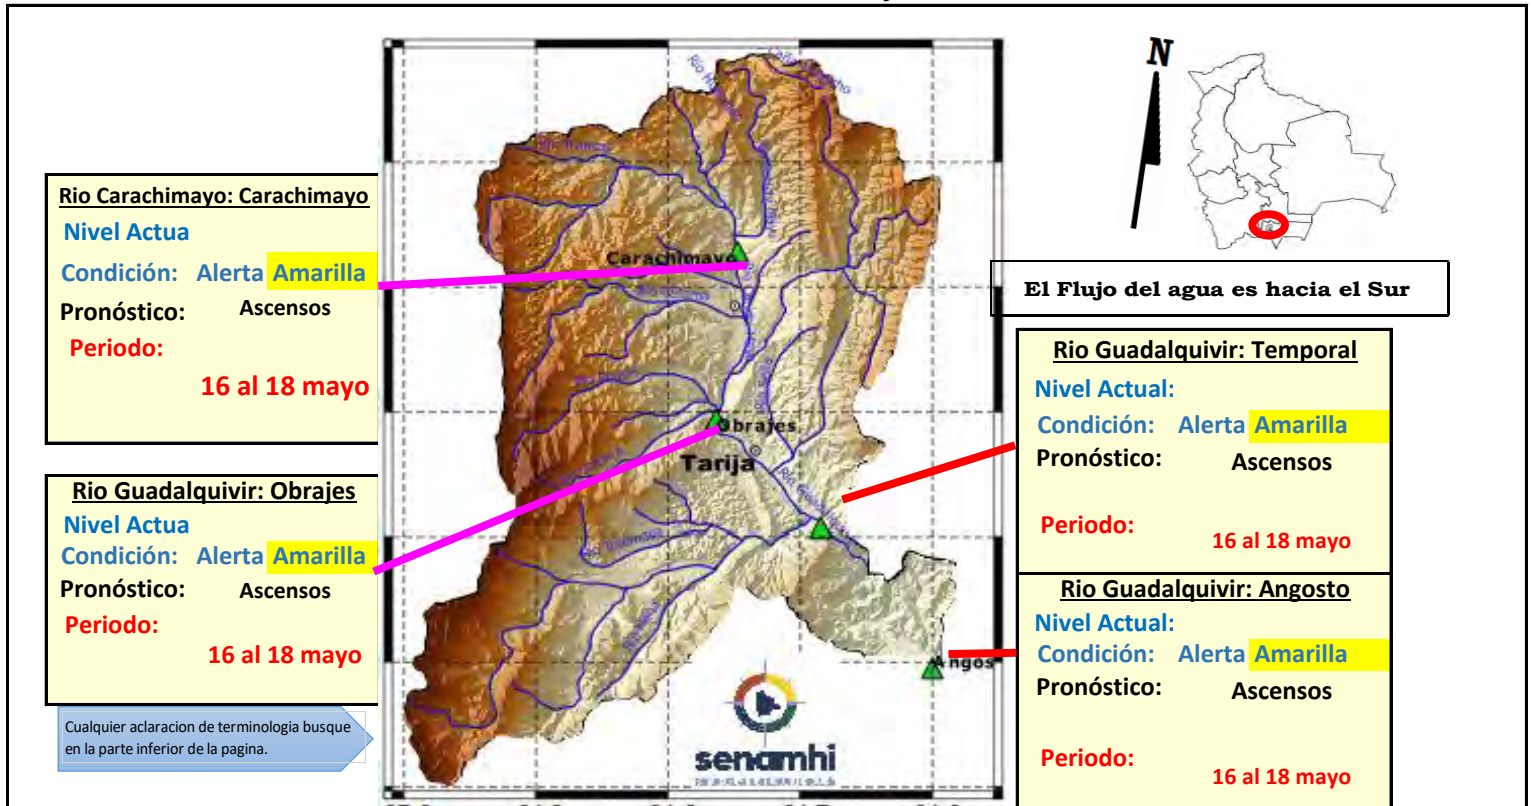 N
Rio Carachimayo: Carachimayo
Nivel Actua
Condición: Alerta Amarilla
Pronóstico: Ascensos
Periodo:
16 al 18 mayo
Rio Guadalquivir: Obrajes
Nivel Actua
Condición: Alerta Amarilla
Pronóstico: Ascensos
Periodo:
16 al 18 mayo
Cualquier aclaracion de terminologia busque
en la parte inferior de la pagina.
Carachimayo
Obrajes
Tarija
Angos
senamhi
El Flujo del agua es hacia el Sur
Rio Guadalquivir: Temporal
Nivel Actual:
Condición: Alerta Amarilla
Pronóstico: Ascensos
Periodo:
16 al 18 mayo
Rio Guadalquivir: Angosto
Nivel Actual:
Condición: Alerta Amarilla
Pronóstico: Ascensos
Periodo:
16 al 18 mayo